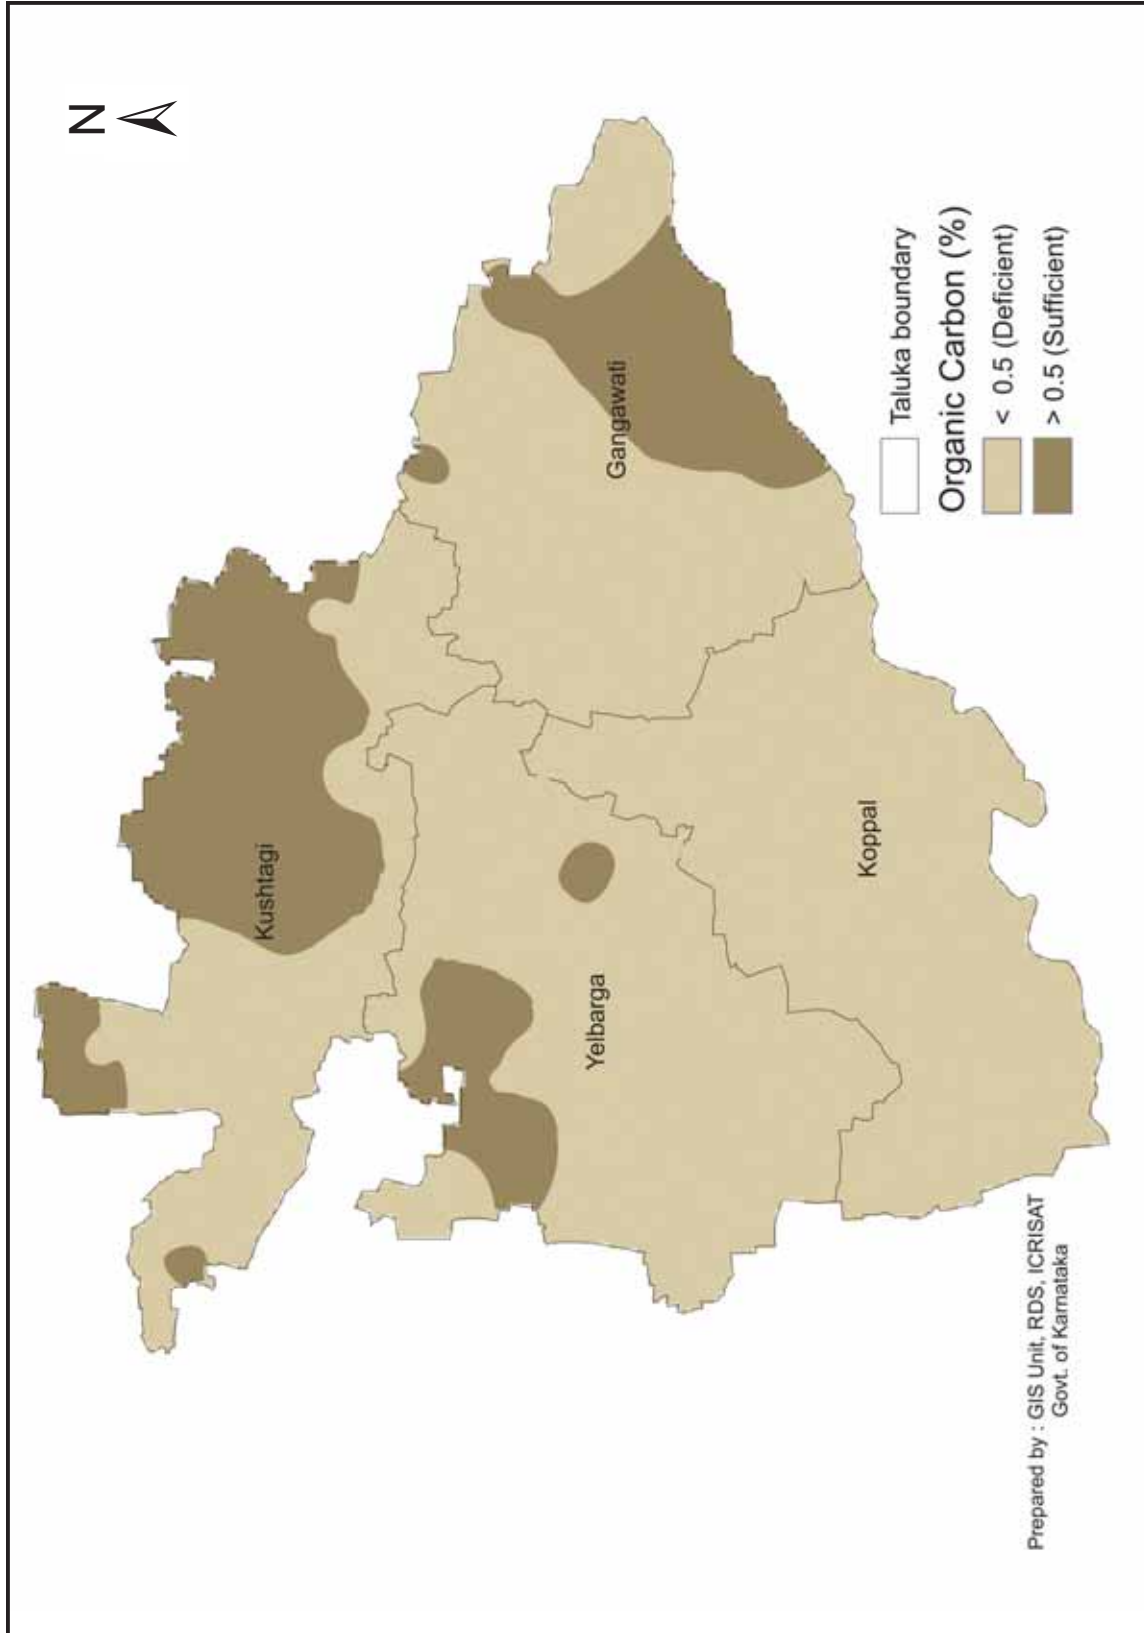 N
Kushtagi
Gangawati
Yelbarga
Koppal
Taluka boundary
Organic Carbon (%)
< 0.5 (Deficient)
> 0.5 (Sufficient)
Prepared by : GIS Unit, RDS, ICRISAT
Govt. of Karnataka